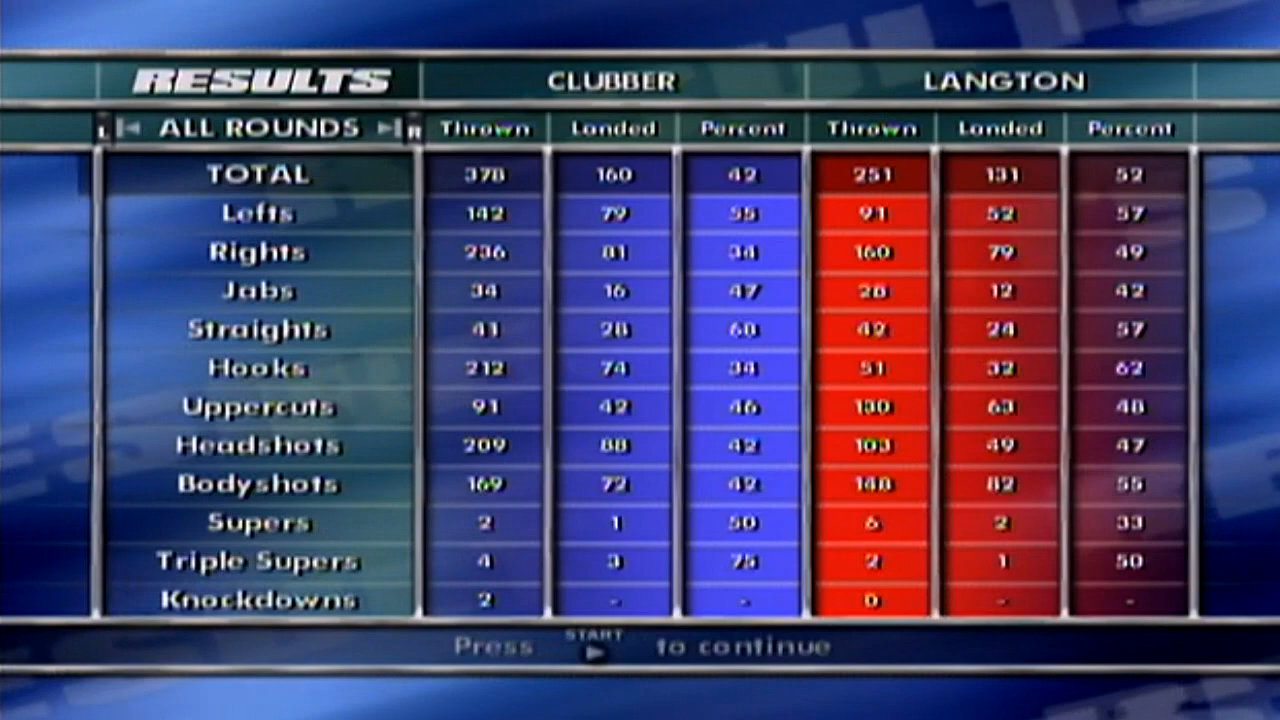 RESULTS CLUBBER LANGTON
L ALL ROUNDS R Thrown Landed Percent Thrown Landed Percent
TOTAL 378 160 42 251 131 52
Lefts 142 79 55 91 52 57
Rights 236 81 34 160 79 49
Jabs 34 16 47 28 12 42
Straights 41 28 68 42 24 57
Hooks 212 74 34 51 32 62
Uppercuts 91 42 46 130 63 48
Headshots 209 88 42 103 49 47
Bodyshots 169 72 42 148 82 55
Supers 2 1 50 6 2 33
Triple Supers 4 3 75 2 1 50
Knockdowns 2 - - 0 - -
Press START to continue